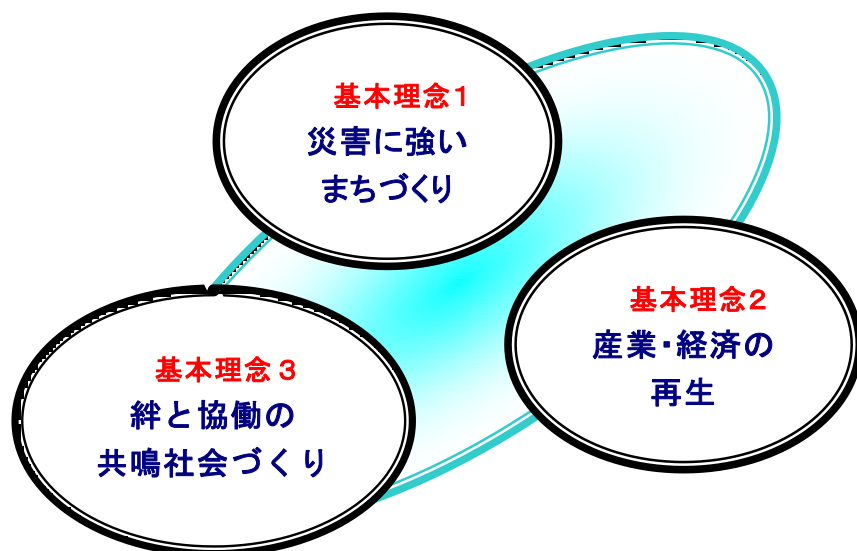 基本理念1
災害に強い
まちづくり
基本理念2
産業・経済の
再生
基本理念3
絆と協働の
共鳴社会づくり